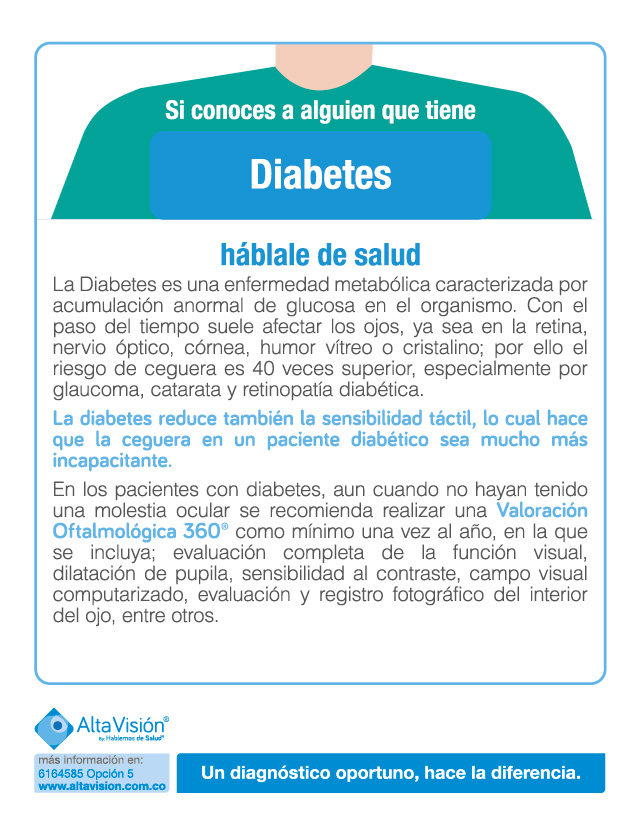 Si conoces a alguien que tiene
Diabetes
háblale de salud
La Diabetes es una enfermedad metabólica caracterizada por
acumulación anormal de glucosa en el organismo. Con el
paso del tiempo suele afectar los ojos, ya sea en la retina,
nervio óptico, córnea, humor vítreo o cristalino; por ello el
riesgo de ceguera es 40 veces superior, especialmente por
glaucoma, catarata y retinopatía diabética.
La diabetes reduce también la sensibilidad táctil, lo cual hace
que la ceguera en un paciente diabético sea mucho más
incapacitante.
En los pacientes con diabetes, aun cuando no hayan tenido
una molestia ocular se recomienda realizar una Valoración
Oftalmológica 360® como mínimo una vez al año, en la que
se incluya; evaluación completa de la función visual,
dilatación de pupila, sensibilidad al contraste, campo visual
computarizado, evaluación y registro fotográfico del interior
del ojo, entre otros.
AltaVisión®
By: Hablemos de Salud®
más información en:
6164585 Opción 5
www.altavision.com.co
Un diagnóstico oportuno, hace la diferencia.